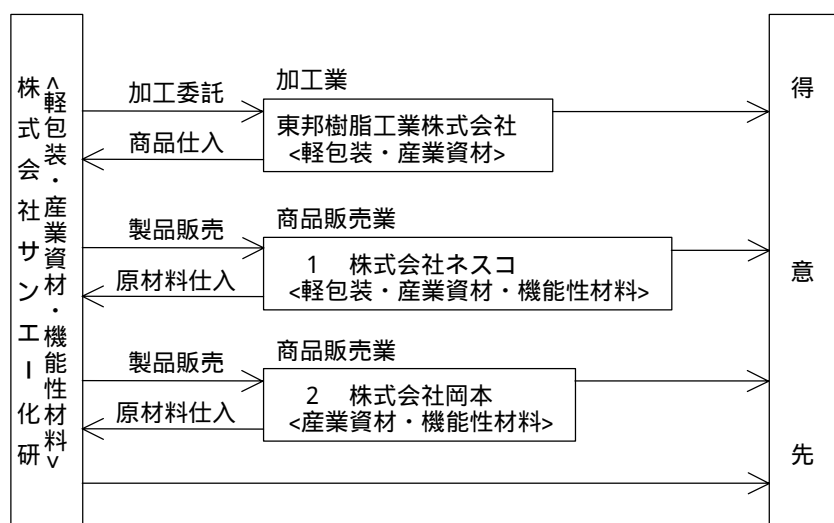 株式会社サンエー化研
<軽包装・産業資材・機能性材料>
加工委託
商品仕入
加工業
東邦樹脂工業株式会社
<軽包装・産業資材>
製品販売
原材料仕入
商品販売業
1 株式会社ネスコ
<軽包装・産業資材・機能性材料>
製品販売
原材料仕入
商品販売業
2 株式会社岡本
<産業資材・機能性材料>
得意先